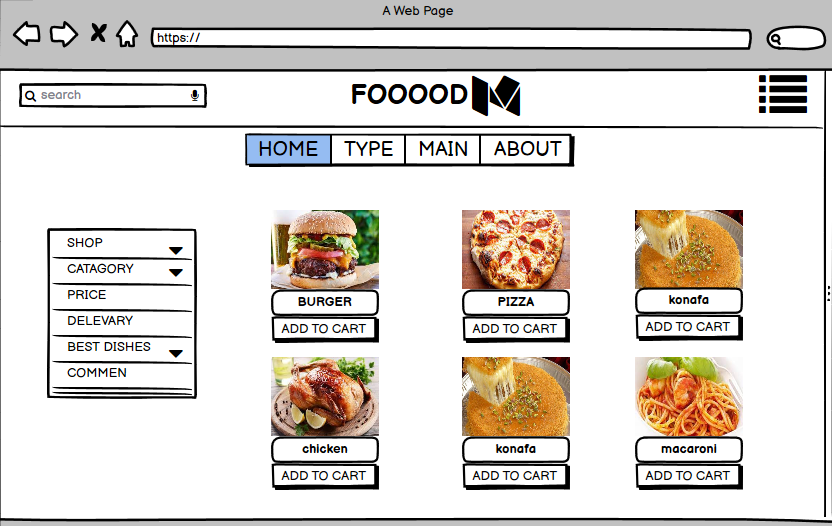 A Web Page
https://
search
FOOOOD
HOME TYPE MAIN ABOUT
SHOP
CATAGORY
PRICE
DELEVARY
BEST DISHES
COMMEN
BURGER PIZZA konafa
ADD TO CART ADD TO CART ADD TO CART
chicken konafa macaroni
ADD TO CART ADD TO CART ADD TO CART